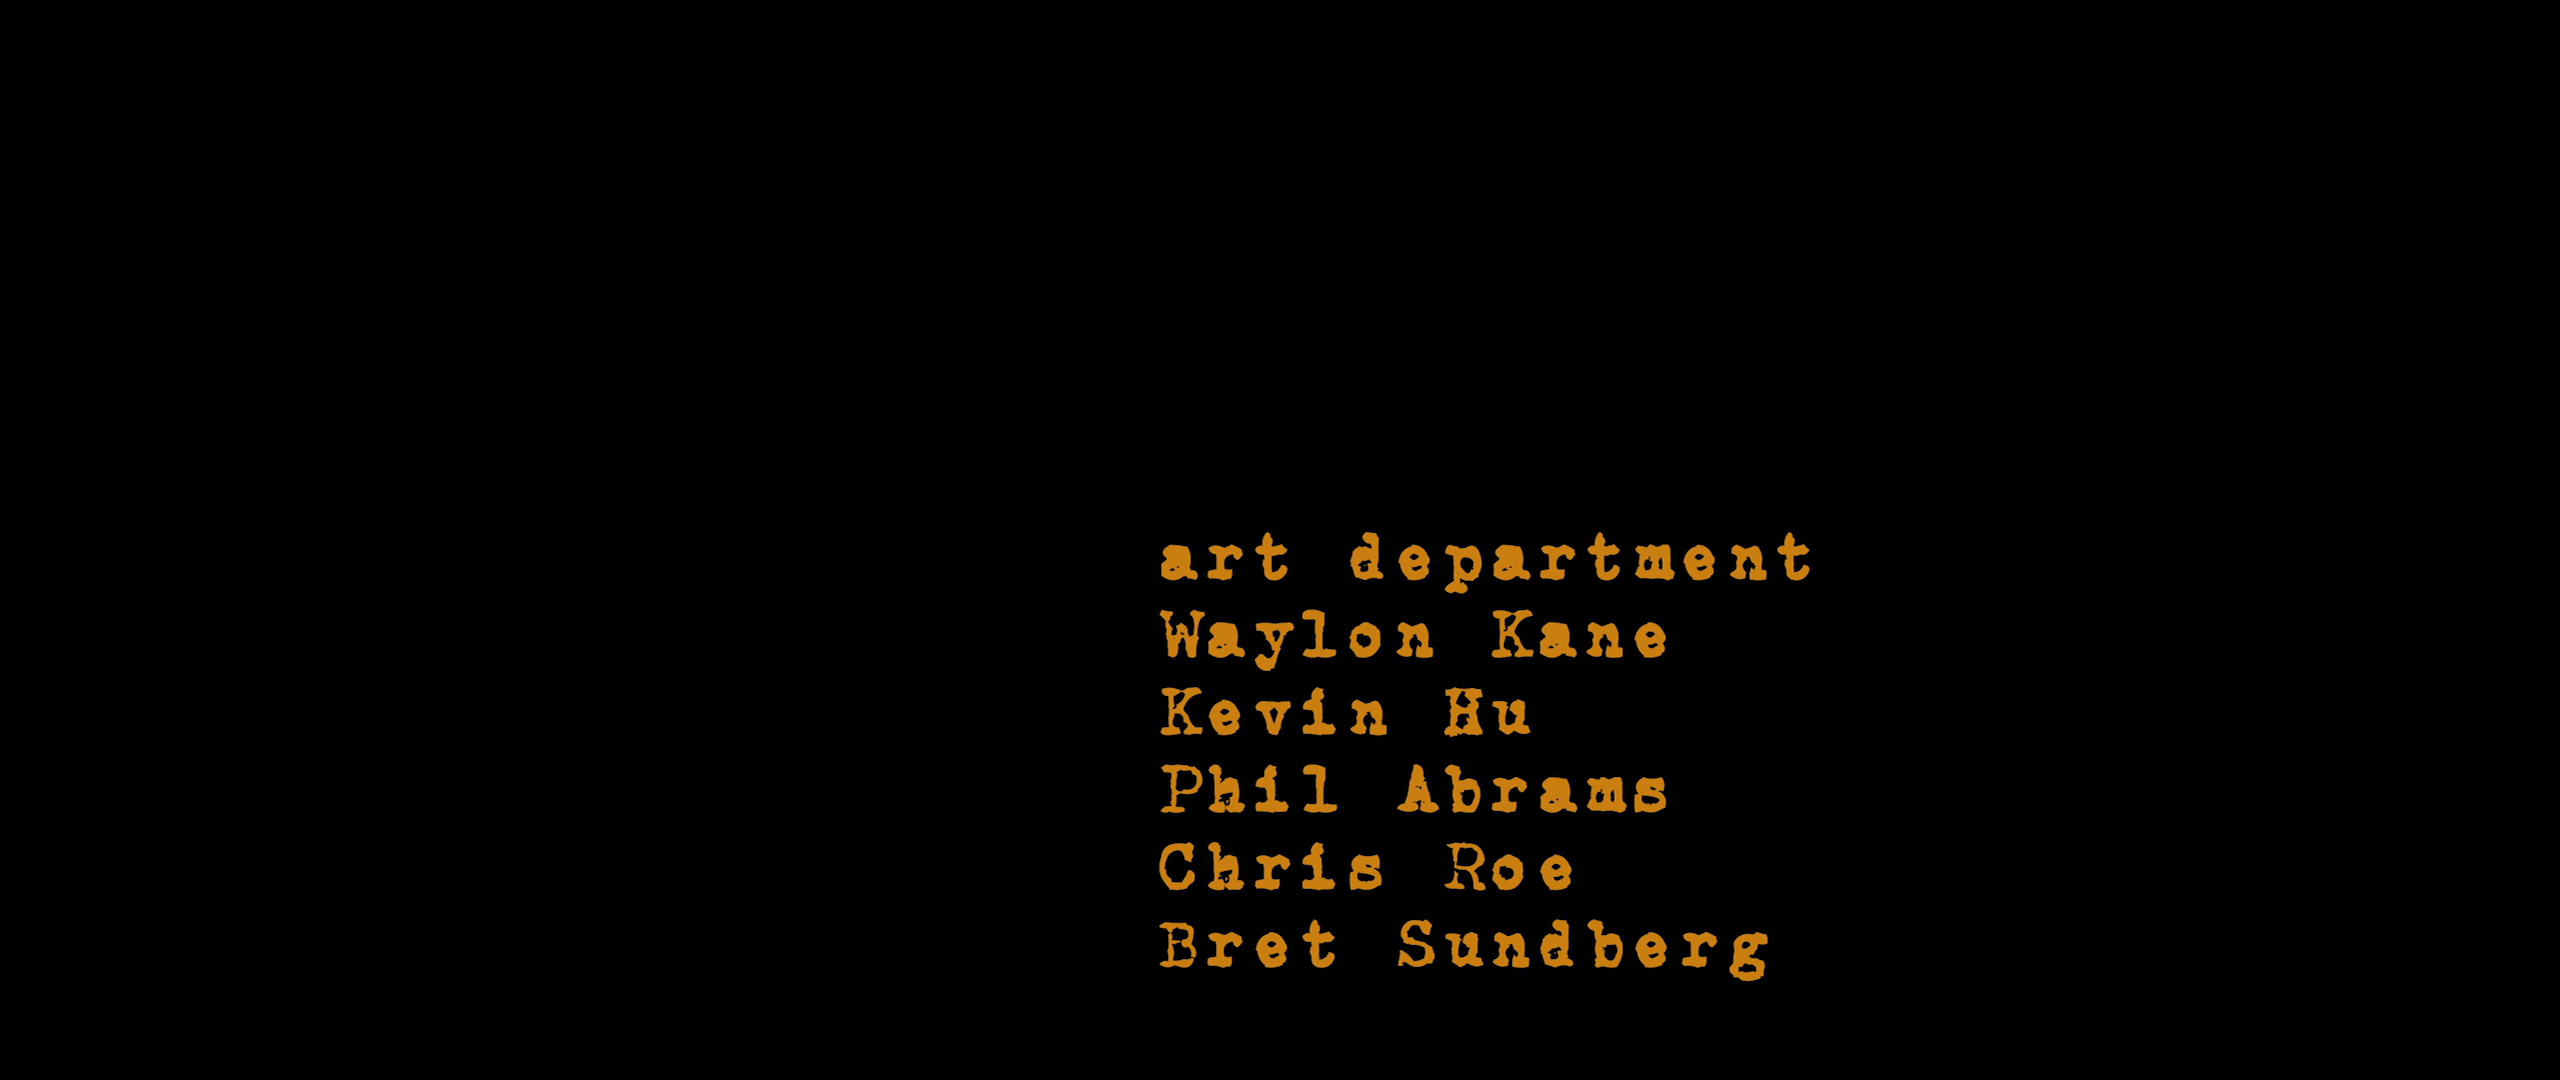 art department
Waylon Kane
Kevin Hu
Phil Abrams
Chris Roe
Bret Sundberg